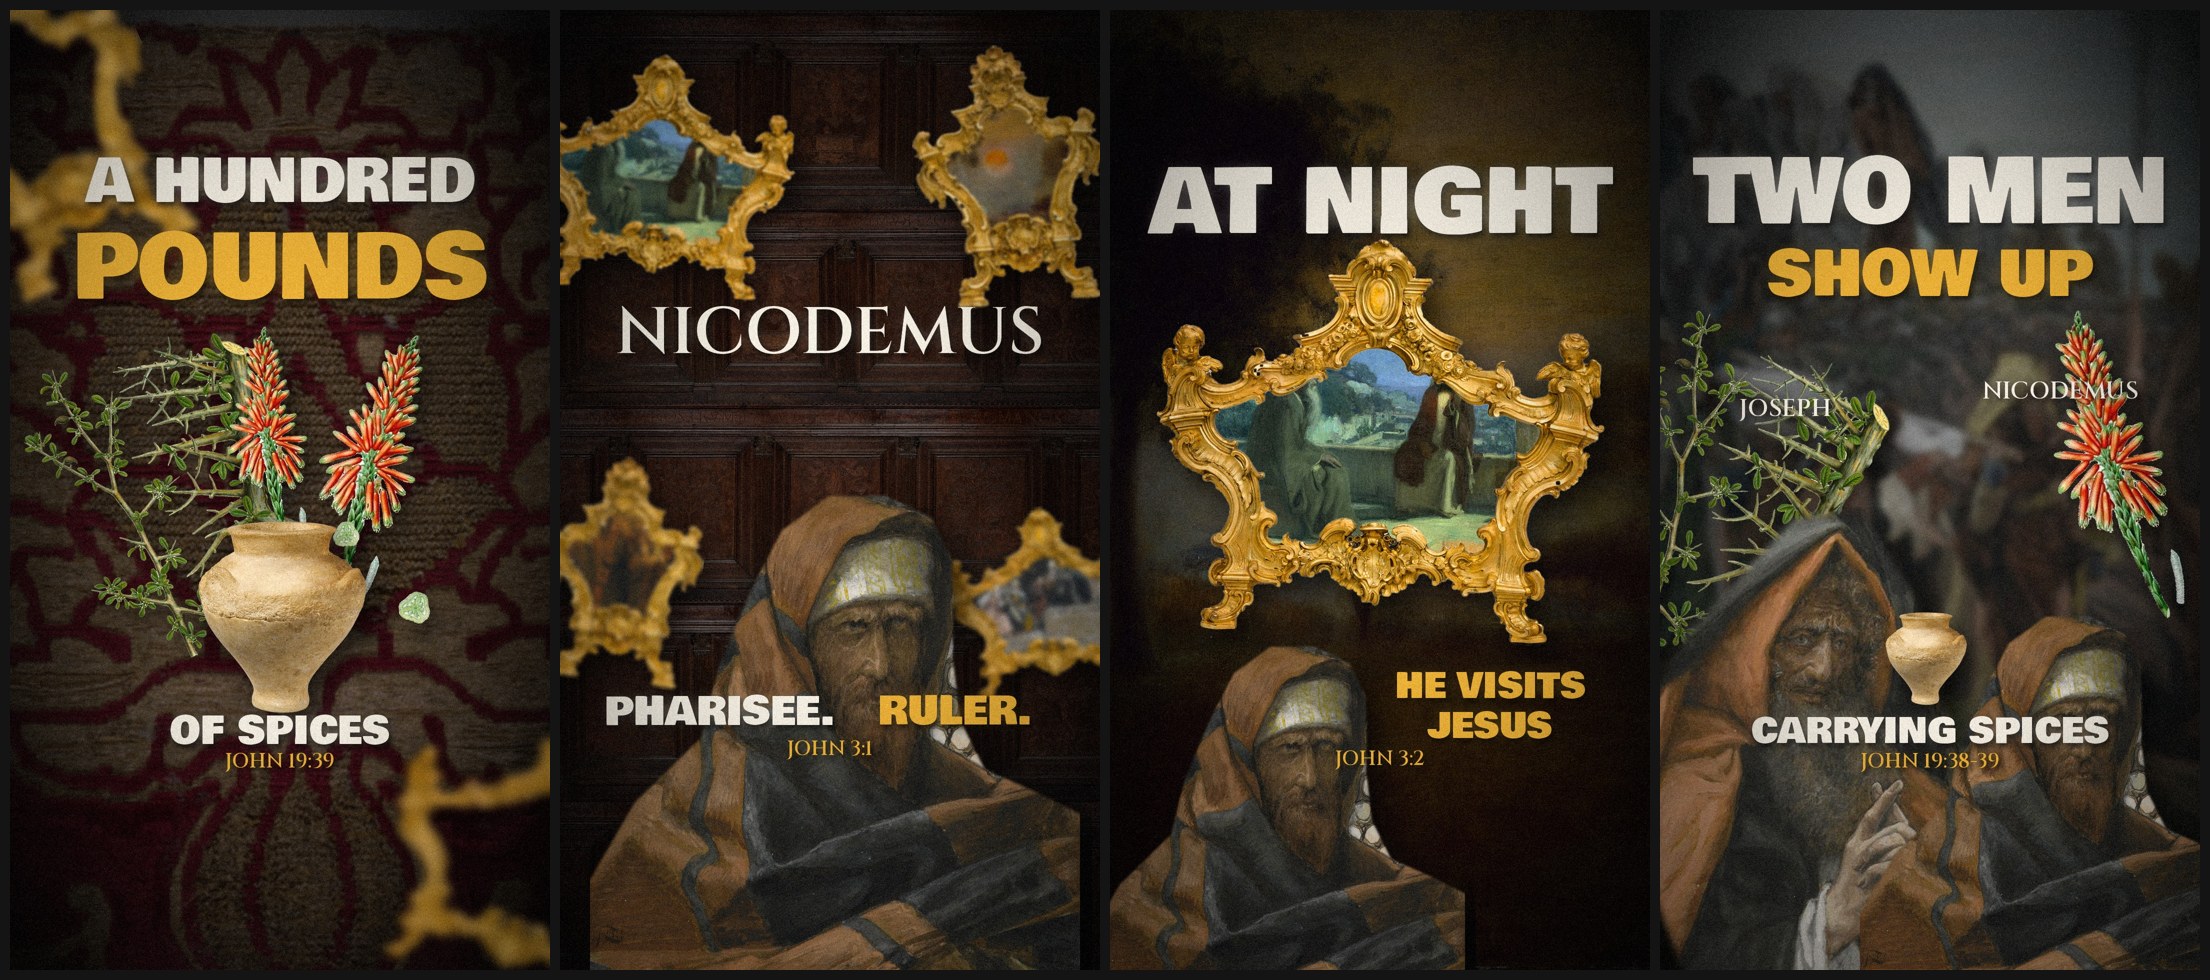 A HUNDRED
POUNDS
OF SPICES
JOHN 19:39
NICODEMUS
PHARISEE. RULER.
JOHN 3:1
AT NIGHT
HE VISITS
JESUS
JOHN 3:2
TWO MEN
SHOW UP
NICODEMUS
JOSEPH
CARRYING SPICES
JOHN 19:38-39